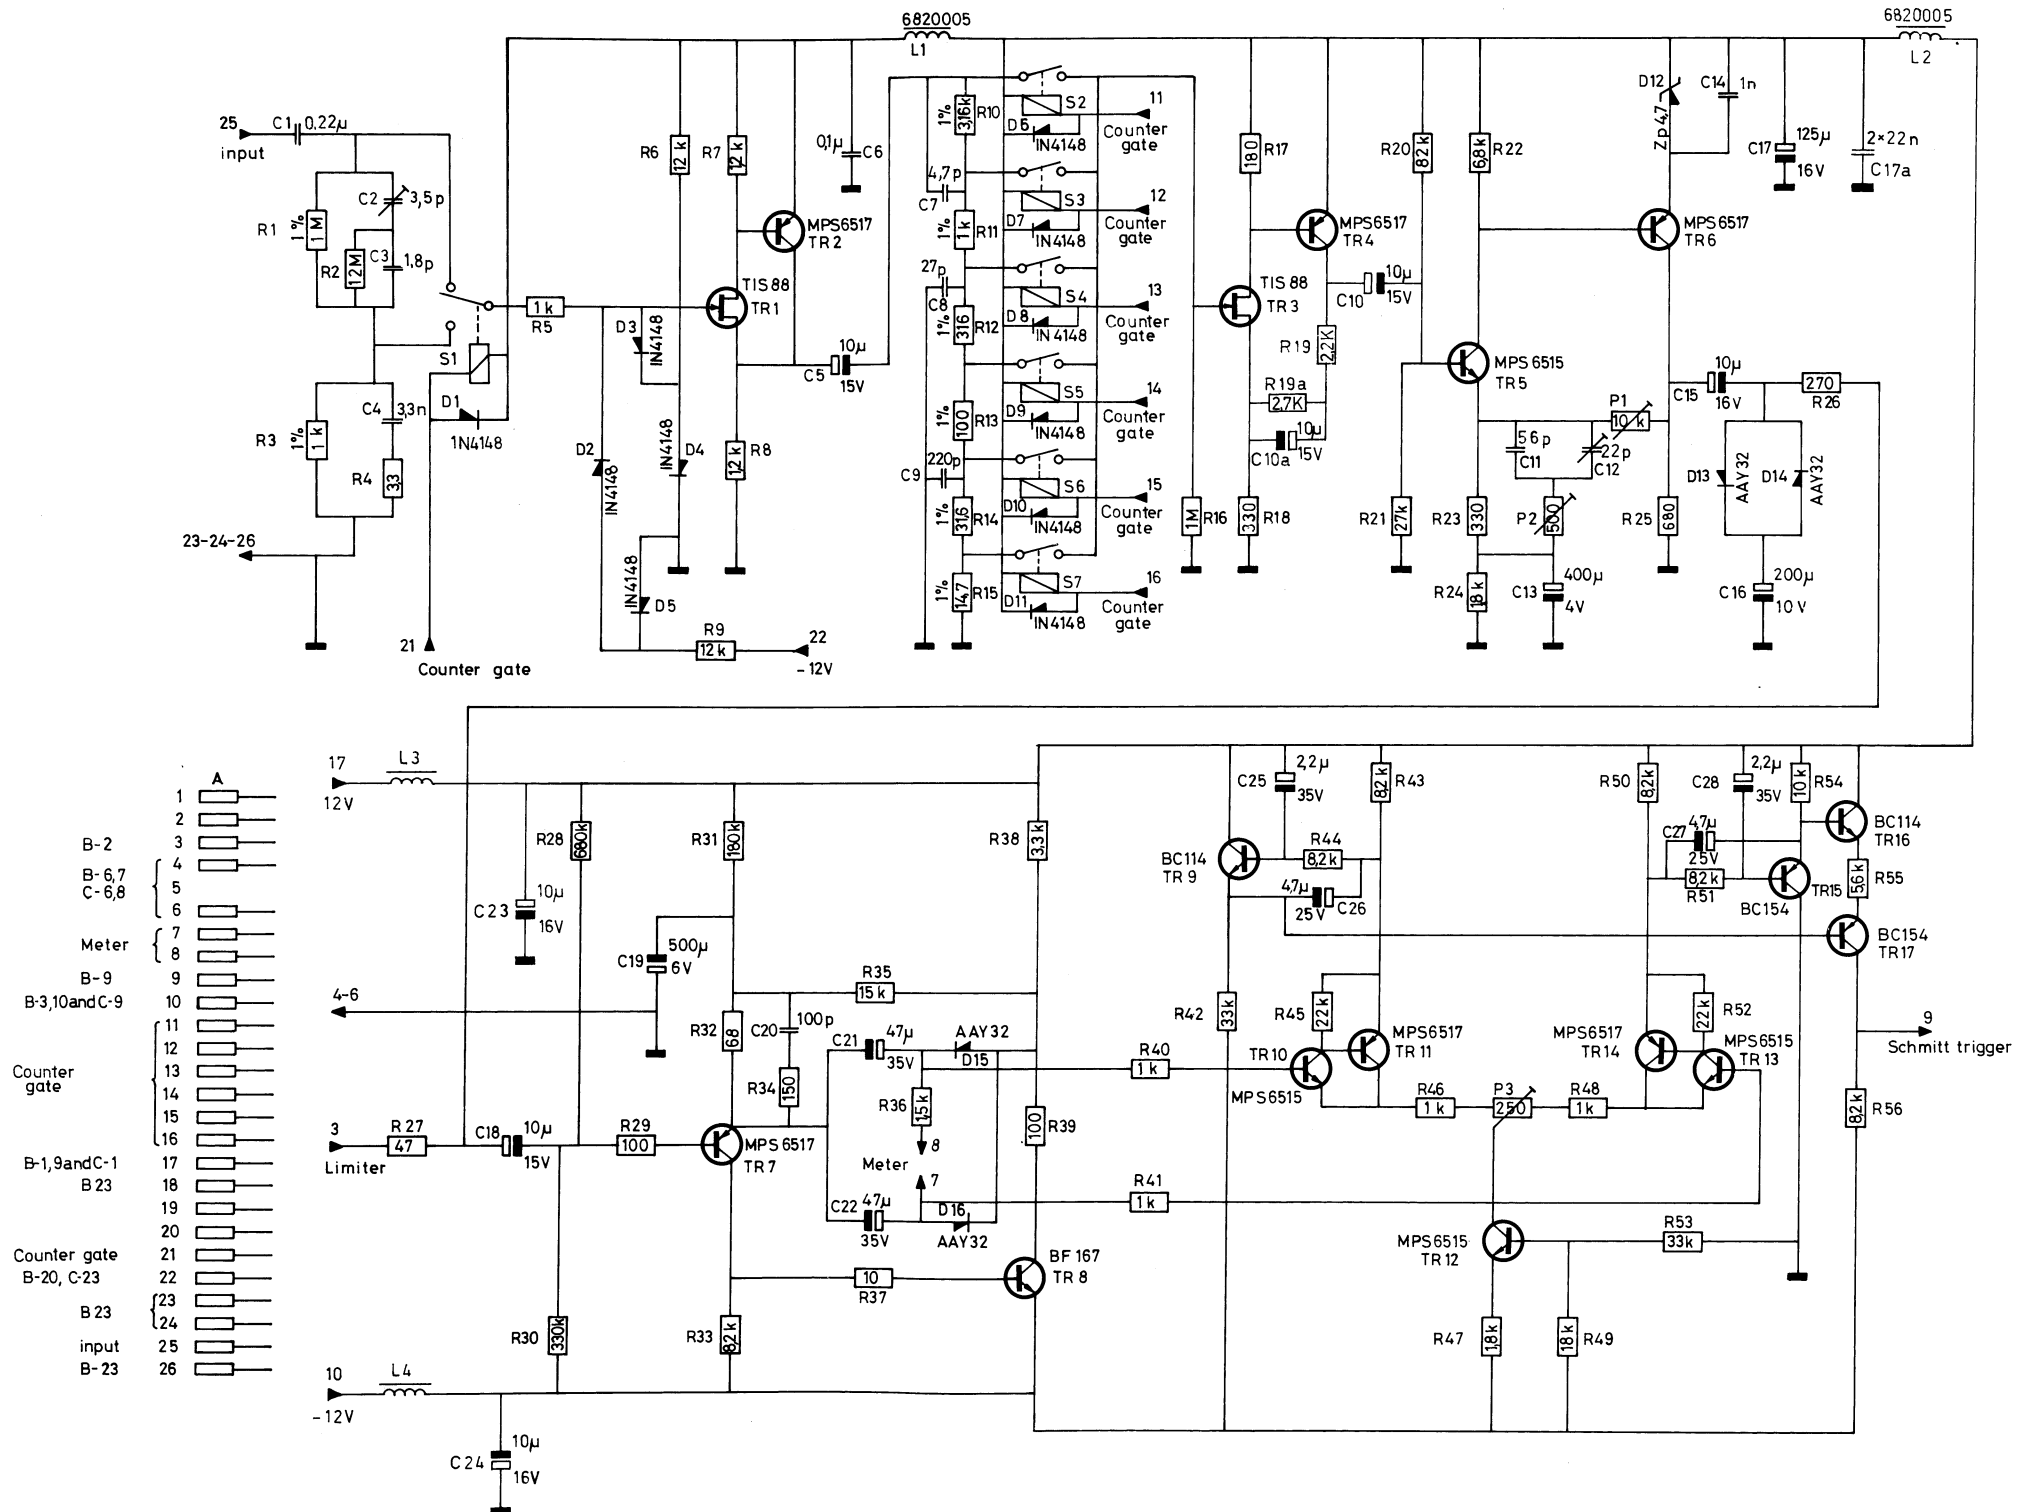 6820005
L1
6820005
L2
25
input
C1 0,22µ
C2 3,5p
R1 1% 1M
R2 12M
C3 1,8p
R3 1% 1k
C4 3,3n
R4 33
23-24-26
21
Counter gate
S1
D1
1N4148
1k
R5
D3 IN4148
D2 IN4148
IN4148 D4
IN4148 D5
R6 12k
R7 12k
MPS6517
TR2
TIS88
TR1
R8
R9
12k
22
-12V
0,1µ C6
10µ
C5 15V
1% 3,16k R10
4,7p
C7
1% 1k R11
27p
C8
1% 316 R12
1% 100 R13
220p
C9
1% 31,6 R14
1% 14,7 R15
S2
11
Counter
gate
D6
IN4148
S3
12
Counter
gate
D7
IN4148
S4
13
Counter
gate
D8
IN4148
S5
14
Counter
gate
D9
IN4148
S6
15
Counter
gate
D10
IN4148
S7
16
Counter
gate
D11
IN4148
1M R16
180 R17
330 R18
TIS88
TR3
MPS6517
TR4
R19 2,2K
R19a
2,7K
10µ
C10a 15V
10µ
C10 15V
R20 82k
R21 27k
6,8k R22
MPS6515
TR5
R23 330
R24 18k
56p
C11
22p
C12
P1
10k
P2 500
400µ
C13 4V
D12
Zp4,7
C14 1n
125µ
C17
16V
2×22n
C17a
MPS6517
TR6
R25 680
10µ
C15 16V
270
R26
D13 AAY32
D14 AAY32
200µ
C16 10V
A
1
2
B-2 3
B-6,7
C-6,8
4
5
6
Meter
7
8
B-9 9
B-3,10andC-9 10
Counter
gate
11
12
13
14
15
16
B-1,9andC-1 17
B23 18
19
20
Counter gate 21
B-20, C-23 22
B23
23
24
input 25
B-23 26
17
12V
L3
C23 10µ
16V
4-6
R28 680k
R31 180k
500µ
C19 6V
R32 68
C20 100p
R34 150
R35
15k
3
Limiter
R27
47
C18 10µ
15V
R29
100
MPS6517
TR7
R30 330k
R33 8,2k
C21 47µ
35V
AAY32
D15
R36 1,5k
8
Meter
7
C22 47µ
35V
D16
AAY32
10
R37
BF167
TR8
R38 3,3k
100 R39
10
-12V
L4
10µ
C24
16V
R40
1k
R41
1k
2,2µ
C25
35V
BC114
TR9
R42 33k
R44
8,2k
4,7µ
25V C26
8,2k R43
R45 22k
TR10
MPS6515
MPS6517
TR11
R46
1k
P3
250
R48
1k
MPS6515
TR12
R47 1,8k
18k R49
R53
33k
R50 8,2k
2,2µ
C28
35V
C27 4,7µ
25V
8,2k
R51
10k R54
BC114
TR16
TR15
BC154
5,6k R55
BC154
TR17
22k R52
MPS6517
TR14
MPS6515
TR13
9
Schmitt trigger
R56